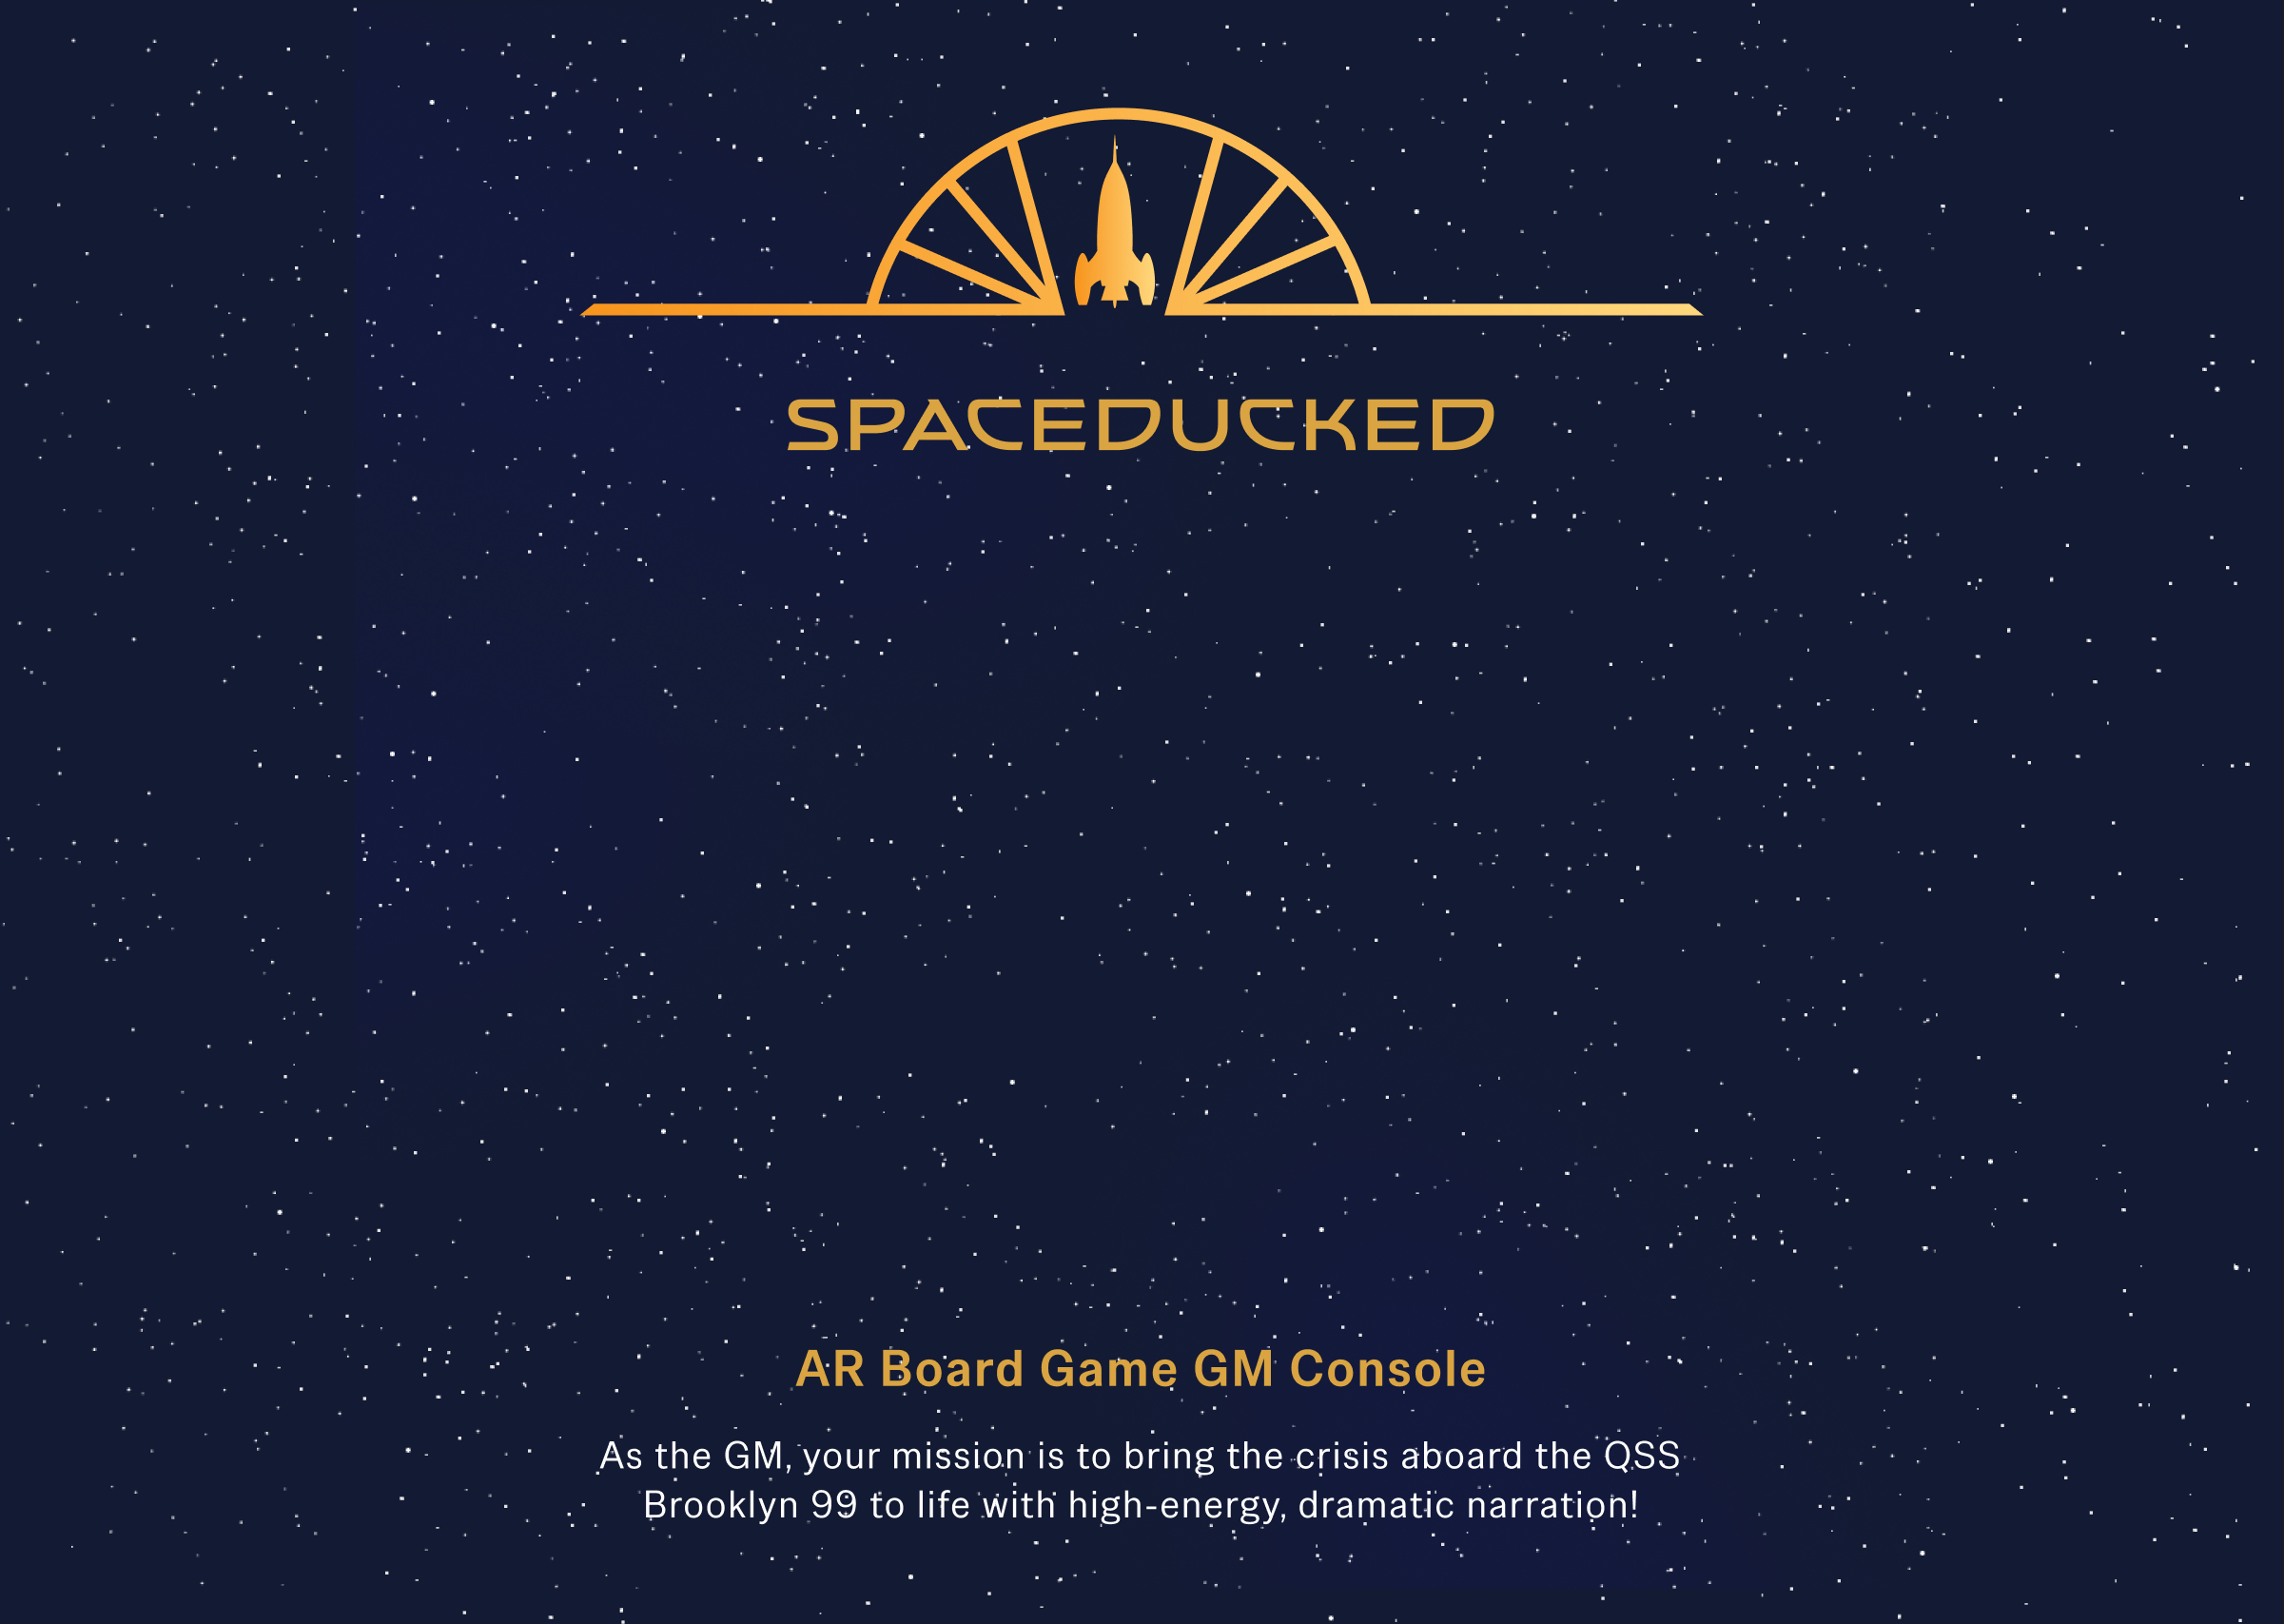 SPACEDUCKED
AR Board Game GM Console
As the GM, your mission is to bring the crisis aboard the QSS
Brooklyn 99 to life with high-energy, dramatic narration!